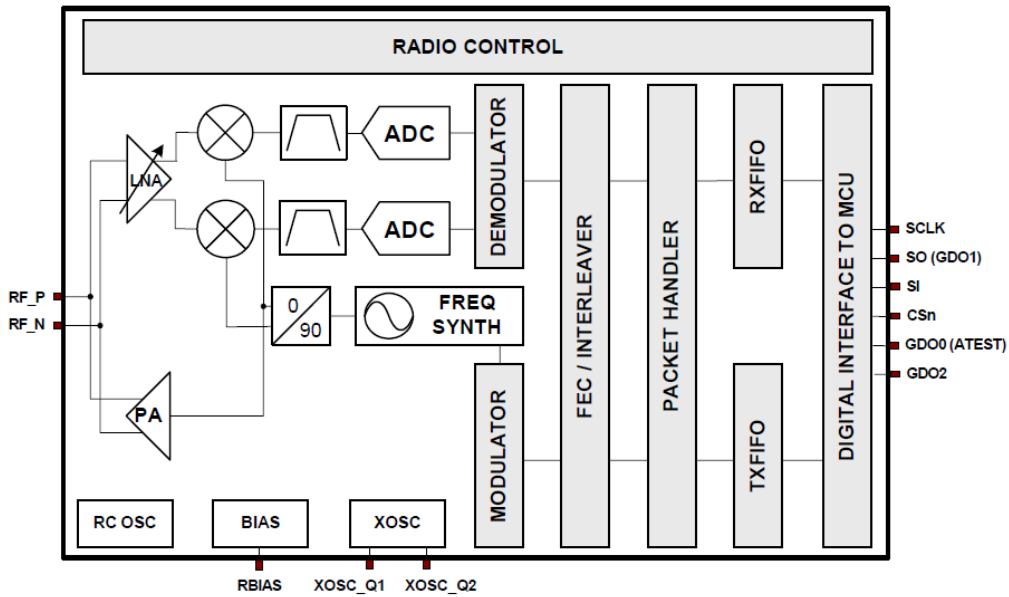 RADIO CONTROL
LNA
ADC
ADC
DEMODULATOR
FEC / INTERLEAVER
PACKET HANDLER
RXFIFO
DIGITAL INTERFACE TO MCU
SCLK
SO (GDO1)
SI
CSn
GDO0 (ATEST)
GDO2
RF_P
RF_N
0
90
FREQ
SYNTH
PA
MODULATOR
TXFIFO
RC OSC
BIAS
XOSC
RBIAS
XOSC_Q1
XOSC_Q2